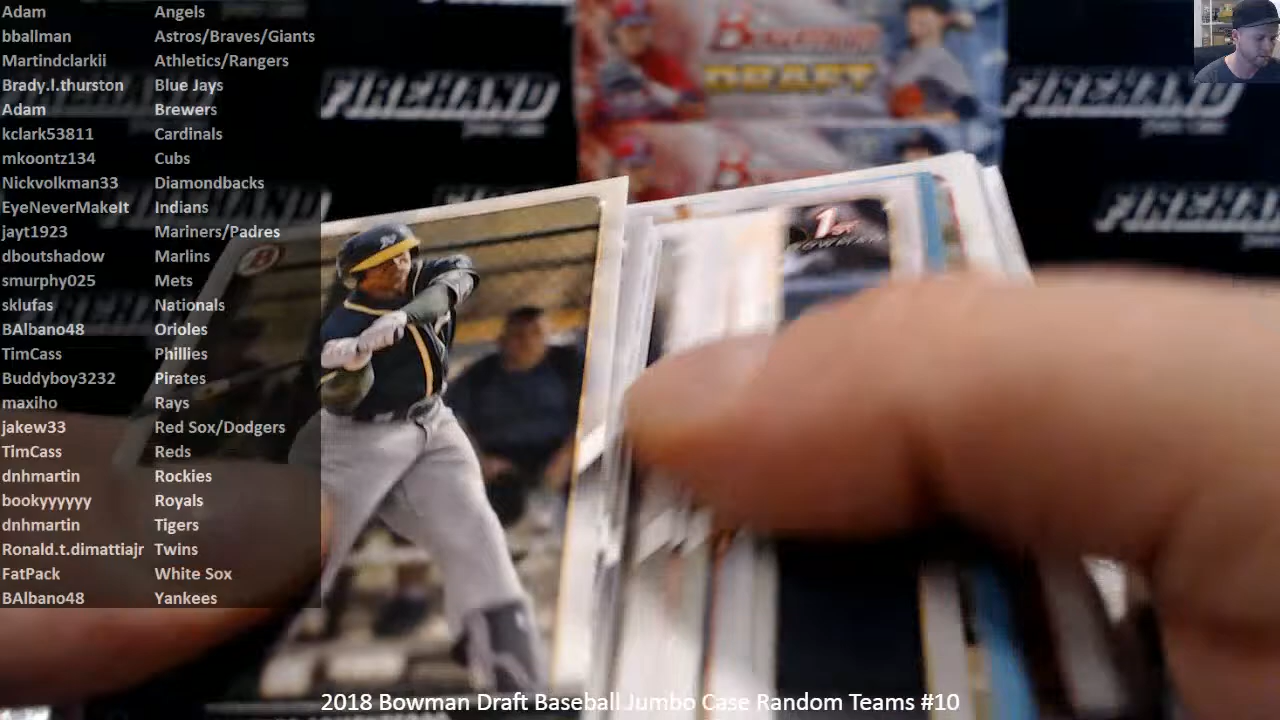 Adam Angels
bballman Astros/Braves/Giants
Martindclarkii Athletics/Rangers
Brady.l.thurston Blue Jays
Adam Brewers
kclark53811 Cardinals
mkoontz134 Cubs
Nickvolkman33 Diamondbacks
EyeNeverMakeIt Indians
jayt1923 Mariners/Padres
dboutshadow Marlins
smurphy025 Mets
sklufas Nationals
BAlbano48 Orioles
TimCass Phillies
Buddyboy3232 Pirates
maxiho Rays
jakew33 Red Sox/Dodgers
TimCass Reds
dnhmartin Rockies
bookyyyyyy Royals
dnhmartin Tigers
Ronald.t.dimattiajr Twins
FatPack White Sox
BAlbano48 Yankees
FIREHAND
Bowman
DRAFT
FIREHAND
FIREHAND
B
1st
BOWMAN
2018 Bowman Draft Baseball Jumbo Case Random Teams #10